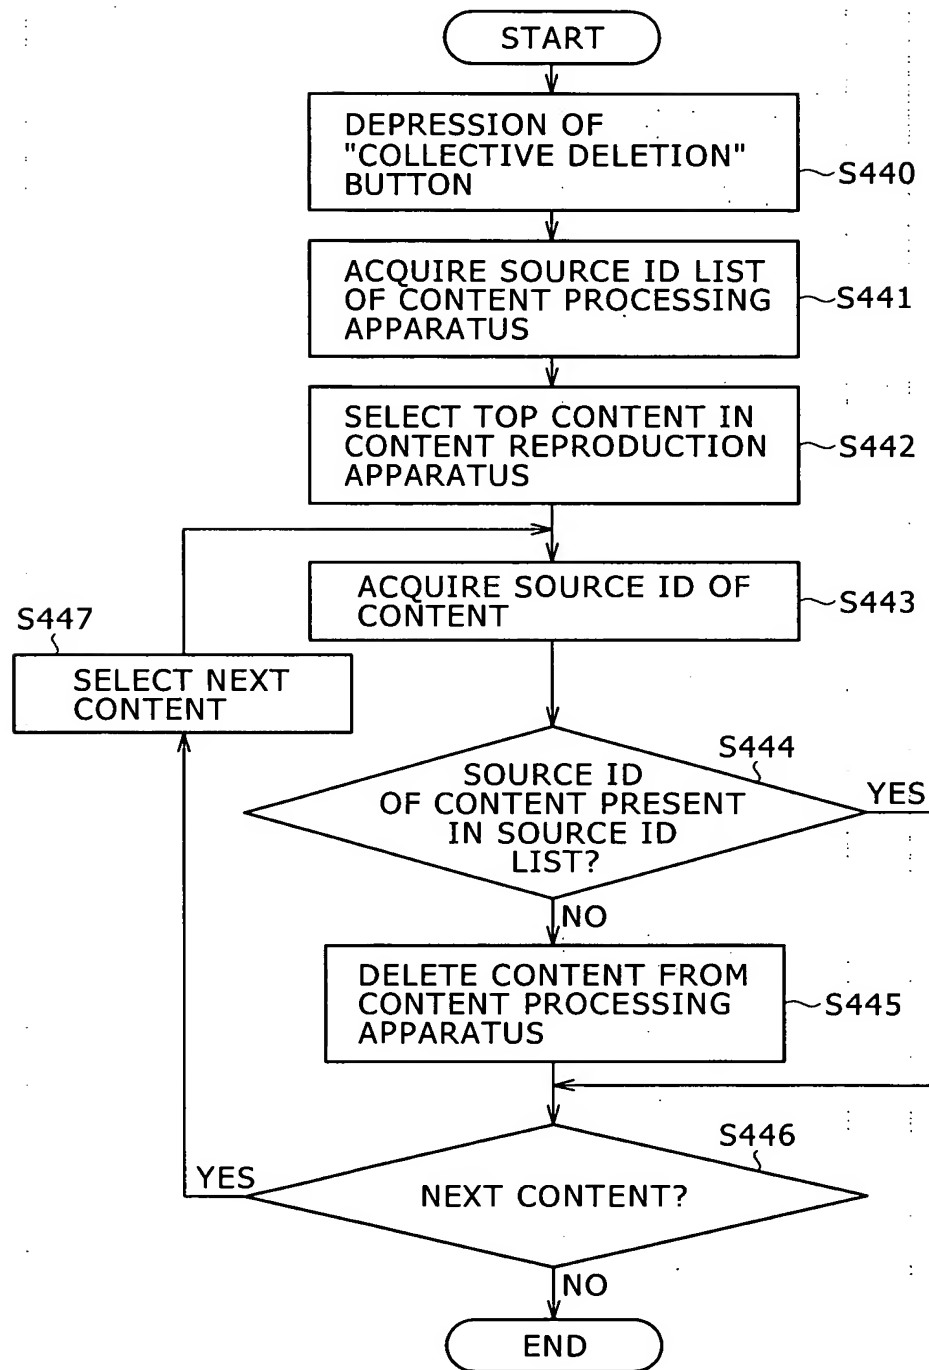 START
DEPRESSION OF
"COLLECTIVE DELETION"
BUTTON
S440
ACQUIRE SOURCE ID LIST
OF CONTENT PROCESSING
APPARATUS
S441
SELECT TOP CONTENT IN
CONTENT REPRODUCTION
APPARATUS
S442
ACQUIRE SOURCE ID OF
CONTENT
S443
S447
SELECT NEXT
CONTENT
S444
SOURCE ID
OF CONTENT PRESENT
IN SOURCE ID
LIST?
YES
NO
DELETE CONTENT FROM
CONTENT PROCESSING
APPARATUS
S445
S446
YES
NEXT CONTENT?
NO
END